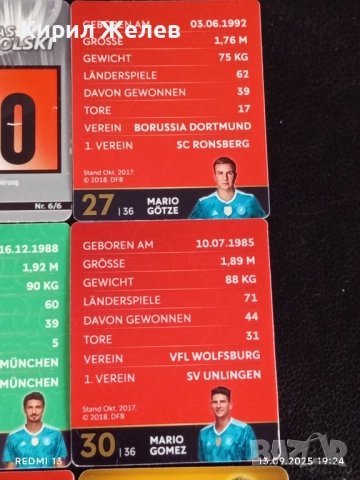 Кирил Желев
AS
OLSKI
0
ierung
Nr. 6/6
GEBOREN AM 03.06.1992
GRÖSSE 1,76 M
GEWICHT 75 KG
LÄNDERSPIELE 62
DAVON GEWONNEN 39
TORE 17
VEREIN BORUSSIA DORTMUND
1. VEREIN SC RONSBERG
Stand Okt. 2017,
© 2018, DFB
27 | 36 MARIO
GÖTZE
16.12.1988
1,92 M
90 KG
60
39
5
MÜNCHEN
MÜNCHEN
GEBOREN AM 10.07.1985
GRÖSSE 1,89 M
GEWICHT 88 KG
LÄNDERSPIELE 71
DAVON GEWONNEN 44
TORE 31
VEREIN VFL WOLFSBURG
1. VEREIN SV UNLINGEN
Stand Okt. 2017,
© 2018, DFB
30 | 36 MARIO
GOMEZ
REDMI 13
13.09.2025 19:24